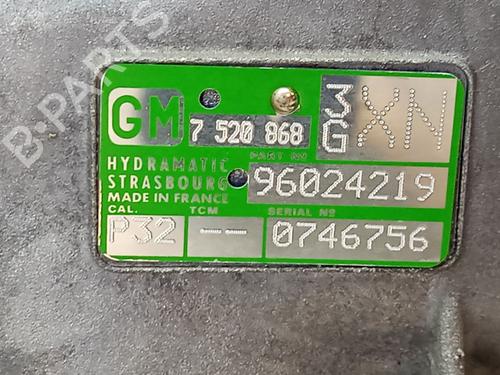 B-PARTS
GM 7 520 868 3G XN
PART Nº
HYDRAMATIC
STRASBOURG 96024219
MADE IN FRANCE
CAL. TCM SERIAL Nº
P32 -- 0746756